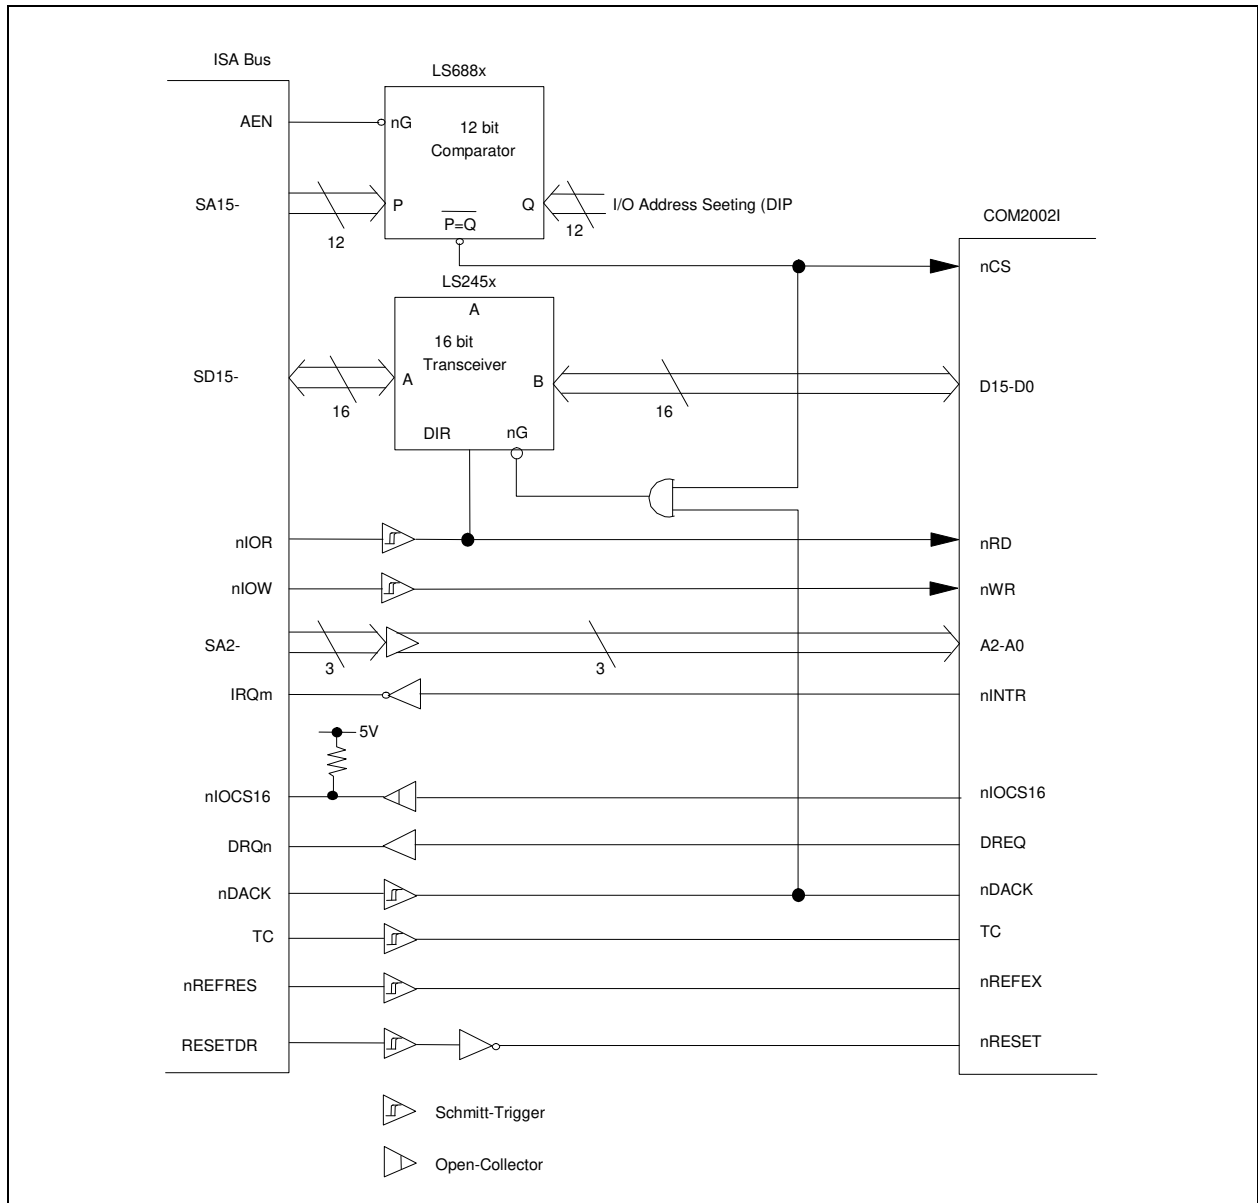 ISA Bus
LS688x
AEN
nG
12 bit
Comparator
SA15-
P
Q
I/O Address Seeting (DIP
12
P=Q
12
COM2002I
nCS
LS245x
A
16 bit
Transceiver
SD15-
A
B
D15-D0
16
16
DIR
nG
nIOR
nRD
nIOW
nWR
SA2-
A2-A0
3
3
IRQm
nINTR
5V
nIOCS16
nIOCS16
DRQn
DREQ
nDACK
nDACK
TC
TC
nREFRES
nREFEX
RESETDR
nRESET
Schmitt-Trigger
Open-Collector